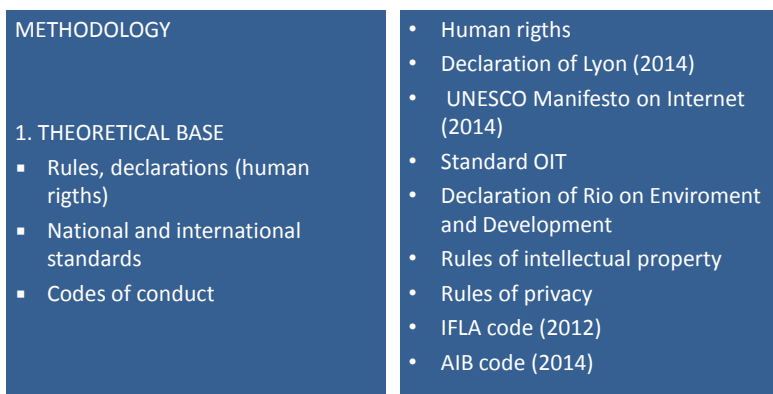 METHODOLOGY
1. THEORETICAL BASE
▪ Rules, declarations (human
rigths)
▪ National and international
standards
▪ Codes of conduct
• Human rigths
• Declaration of Lyon (2014)
• UNESCO Manifesto on Internet
(2014)
• Standard OIT
• Declaration of Rio on Enviroment
and Development
• Rules of intellectual property
• Rules of privacy
• IFLA code (2012)
• AIB code (2014)